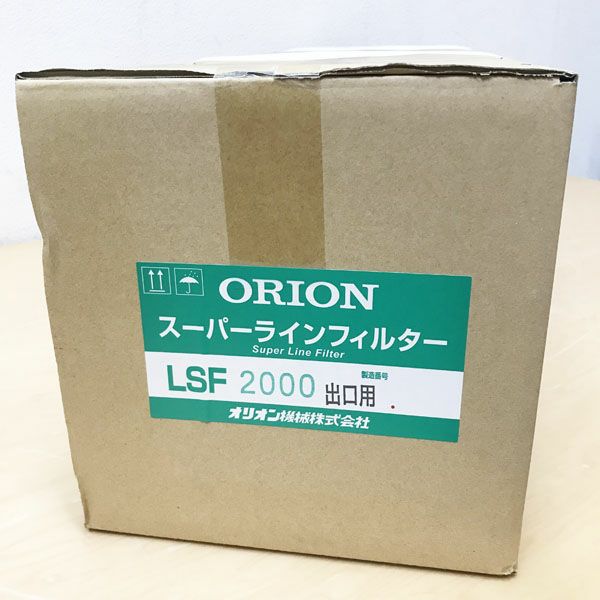 ORION
スーパーラインフィルター
Super Line Filter
製造番号
LSF 2000 出口用
オリオン機械株式会社